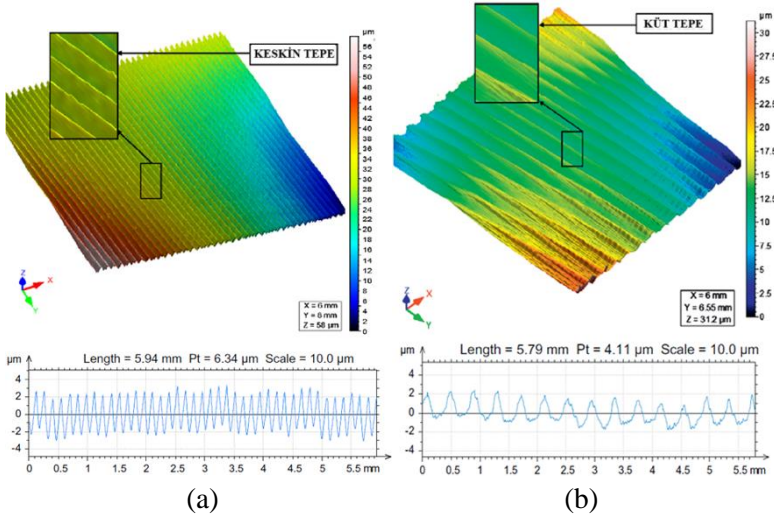 µm
KESKİN TEPE
56
54
52
50
48
46
44
42
40
38
36
34
32
30
28
26
24
22
20
18
16
14
12
10
8
6
4
2
0
Z
X
Y
X = 6 mm
Y = 8 mm
Z = 58 µm
µm
KÜT TEPE
30
27.5
25
22.5
20
17.5
15
12.5
10
7.5
5
2.5
0
Z
X
Y
X = 6 mm
Y = 6.55 mm
Z = 31.2 µm
µm Length = 5.94 mm Pt = 6.34 µm Scale = 10.0 µm
4
2
0
-2
-4
0 0.5 1 1.5 2 2.5 3 3.5 4 4.5 5 5.5 mm
(a)
µm Length = 5.79 mm Pt = 4.11 µm Scale = 10.0 µm
4
2
0
-2
-4
0 0.5 1 1.5 2 2.5 3 3.5 4 4.5 5 5.5 mm
(b)